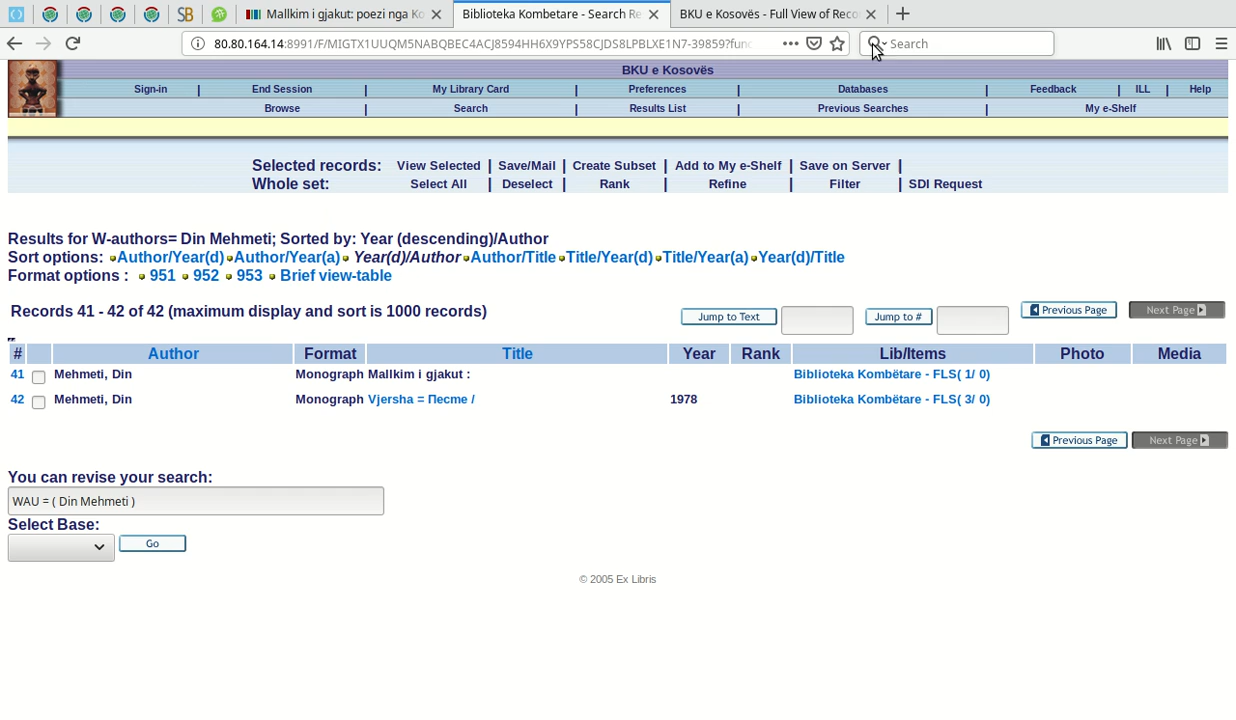 Mallkim i gjakut: poezi nga Ko
Biblioteka Kombetare - Search Re
BKU e Kosovës - Full View of Reco
80.80.164.14:8991/F/MIGTX1UUQM5NABQBEC4ACJ8594HH6X9YPS58CJDS8LPBLXE1N7-39859?func
Search
BKU e Kosovës
Sign-in | End Session | My Library Card | Preferences | Databases | Feedback | ILL | Help
Browse | Search | Results List | Previous Searches | My e-Shelf
Selected records: View Selected | Save/Mail | Create Subset | Add to My e-Shelf | Save on Server |
Whole set: Select All | Deselect | Rank | Refine | Filter | SDI Request
Results for W-authors= Din Mehmeti; Sorted by: Year (descending)/Author
Sort options: Author/Year(d) Author/Year(a) Year(d)/Author Author/Title Title/Year(d) Title/Year(a) Year(d)/Title
Format options : 951 952 953 Brief view-table
Records 41 - 42 of 42 (maximum display and sort is 1000 records) Jump to Text Jump to # Previous Page Next Page
# Author Format Title Year Rank Lib/Items Photo Media
41 Mehmeti, Din Monograph Mallkim i gjakut : Biblioteka Kombëtare - FLS( 1/ 0)
42 Mehmeti, Din Monograph Vjersha = Песме / 1978 Biblioteka Kombëtare - FLS( 3/ 0)
Previous Page Next Page
You can revise your search:
WAU = ( Din Mehmeti )
Select Base:
Go
© 2005 Ex Libris